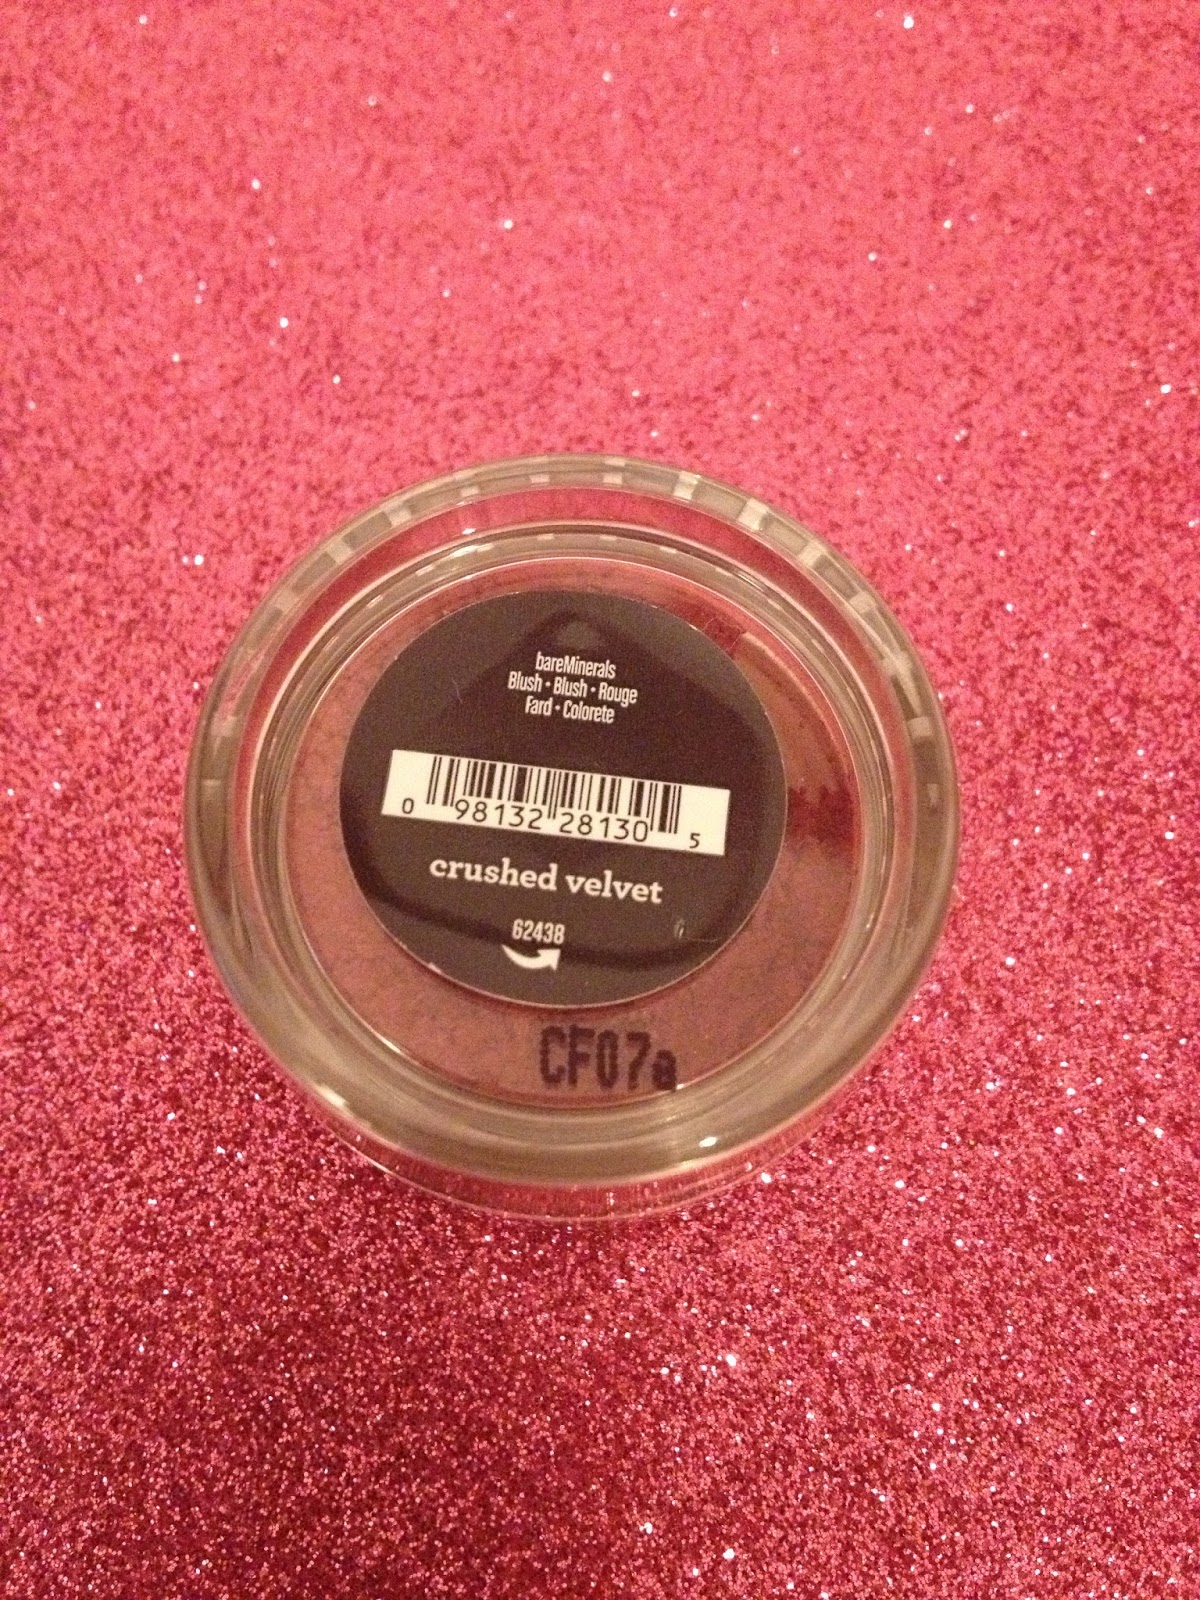 bareMinerals
Blush • Blush • Rouge
Fard • Colorete
0 98132 28130 5
crushed velvet
62438
CF07a